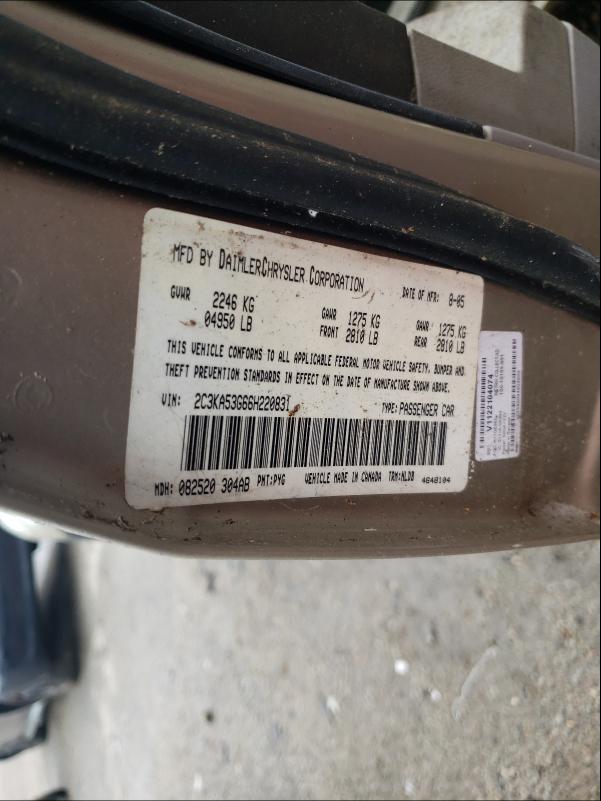 MFD BY DAIMLERCHRYSLER CORPORATION
DATE OF MFR: 8-05
GVWR 2246 KG 04950 LB
GAWR FRONT 1275 KG 2810 LB
GAWR REAR 1275 KG 2810 LB
THIS VEHICLE CONFORMS TO ALL APPLICABLE FEDERAL MOTOR VEHICLE SAFETY, BUMPER AND
THEFT PREVENTION STANDARDS IN EFFECT ON THE DATE OF MANUFACTURE SHOWN ABOVE.
VIN: 2C3KA53G66H220831 TYPE: PASSENGER CAR
MDH: 082520 304AB PNT:PYG VEHICLE MADE IN CANADA TRM:NLDB 4648104
V1122164074